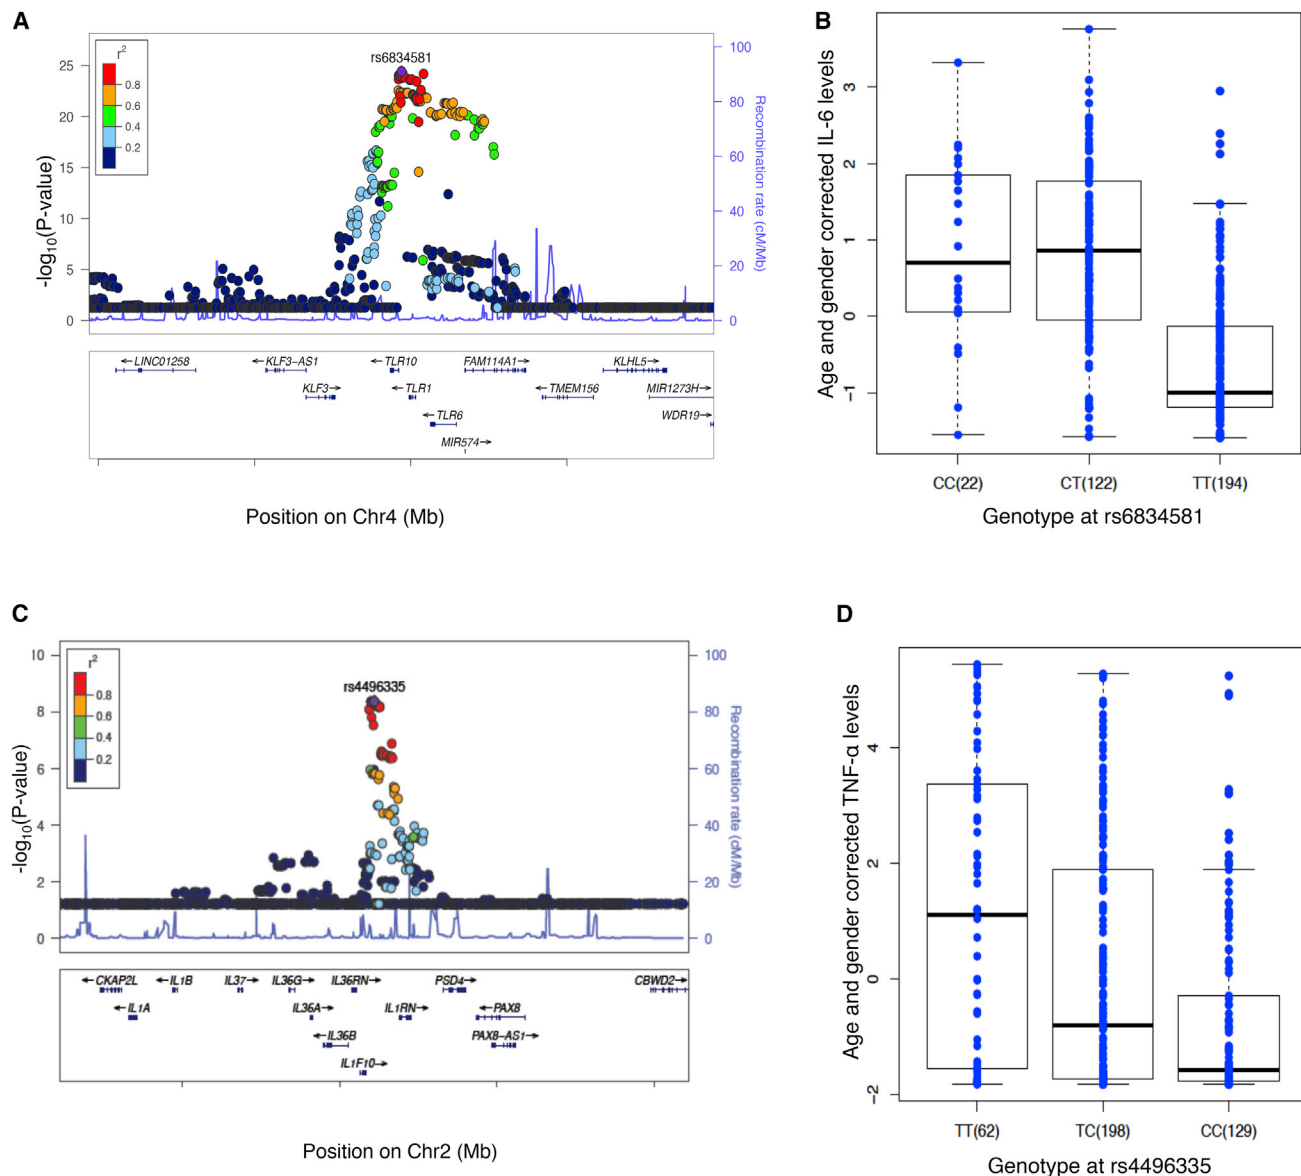 A
rs6834581
r2
0.8
0.6
0.4
0.2
25
20
15
10
5
0
-log10(P-value)
100
80
60
40
20
0
Recombination rate (cM/Mb)
←LINC01258
←KLF3-AS1
←TLR10
FAM114A1→
KLHL5→
KLF3→
←TLR1
←TMEM156
MIR1273H→
←TLR6
WDR19→
MIR574→
Position on Chr4 (Mb)
B
Age and gender corrected IL-6 levels
3
2
1
0
−1
CC(22)
CT(122)
TT(194)
Genotype at rs6834581
C
rs4496335
r2
0.8
0.6
0.4
0.2
10
8
6
4
2
0
-log10(P-value)
100
80
60
40
20
0
Recombination rate (cM/Mb)
←CKAP2L
←IL1B
IL37→
IL36G→
IL36RN→
PSD4→
CBWD2→
←IL1A
IL36A→
IL1RN→
←PAX8
←IL36B
PAX8-AS1→
IL1F10→
Position on Chr2 (Mb)
D
Age and gender corrected TNF-α levels
4
2
0
−2
TT(62)
TC(198)
CC(129)
Genotype at rs4496335